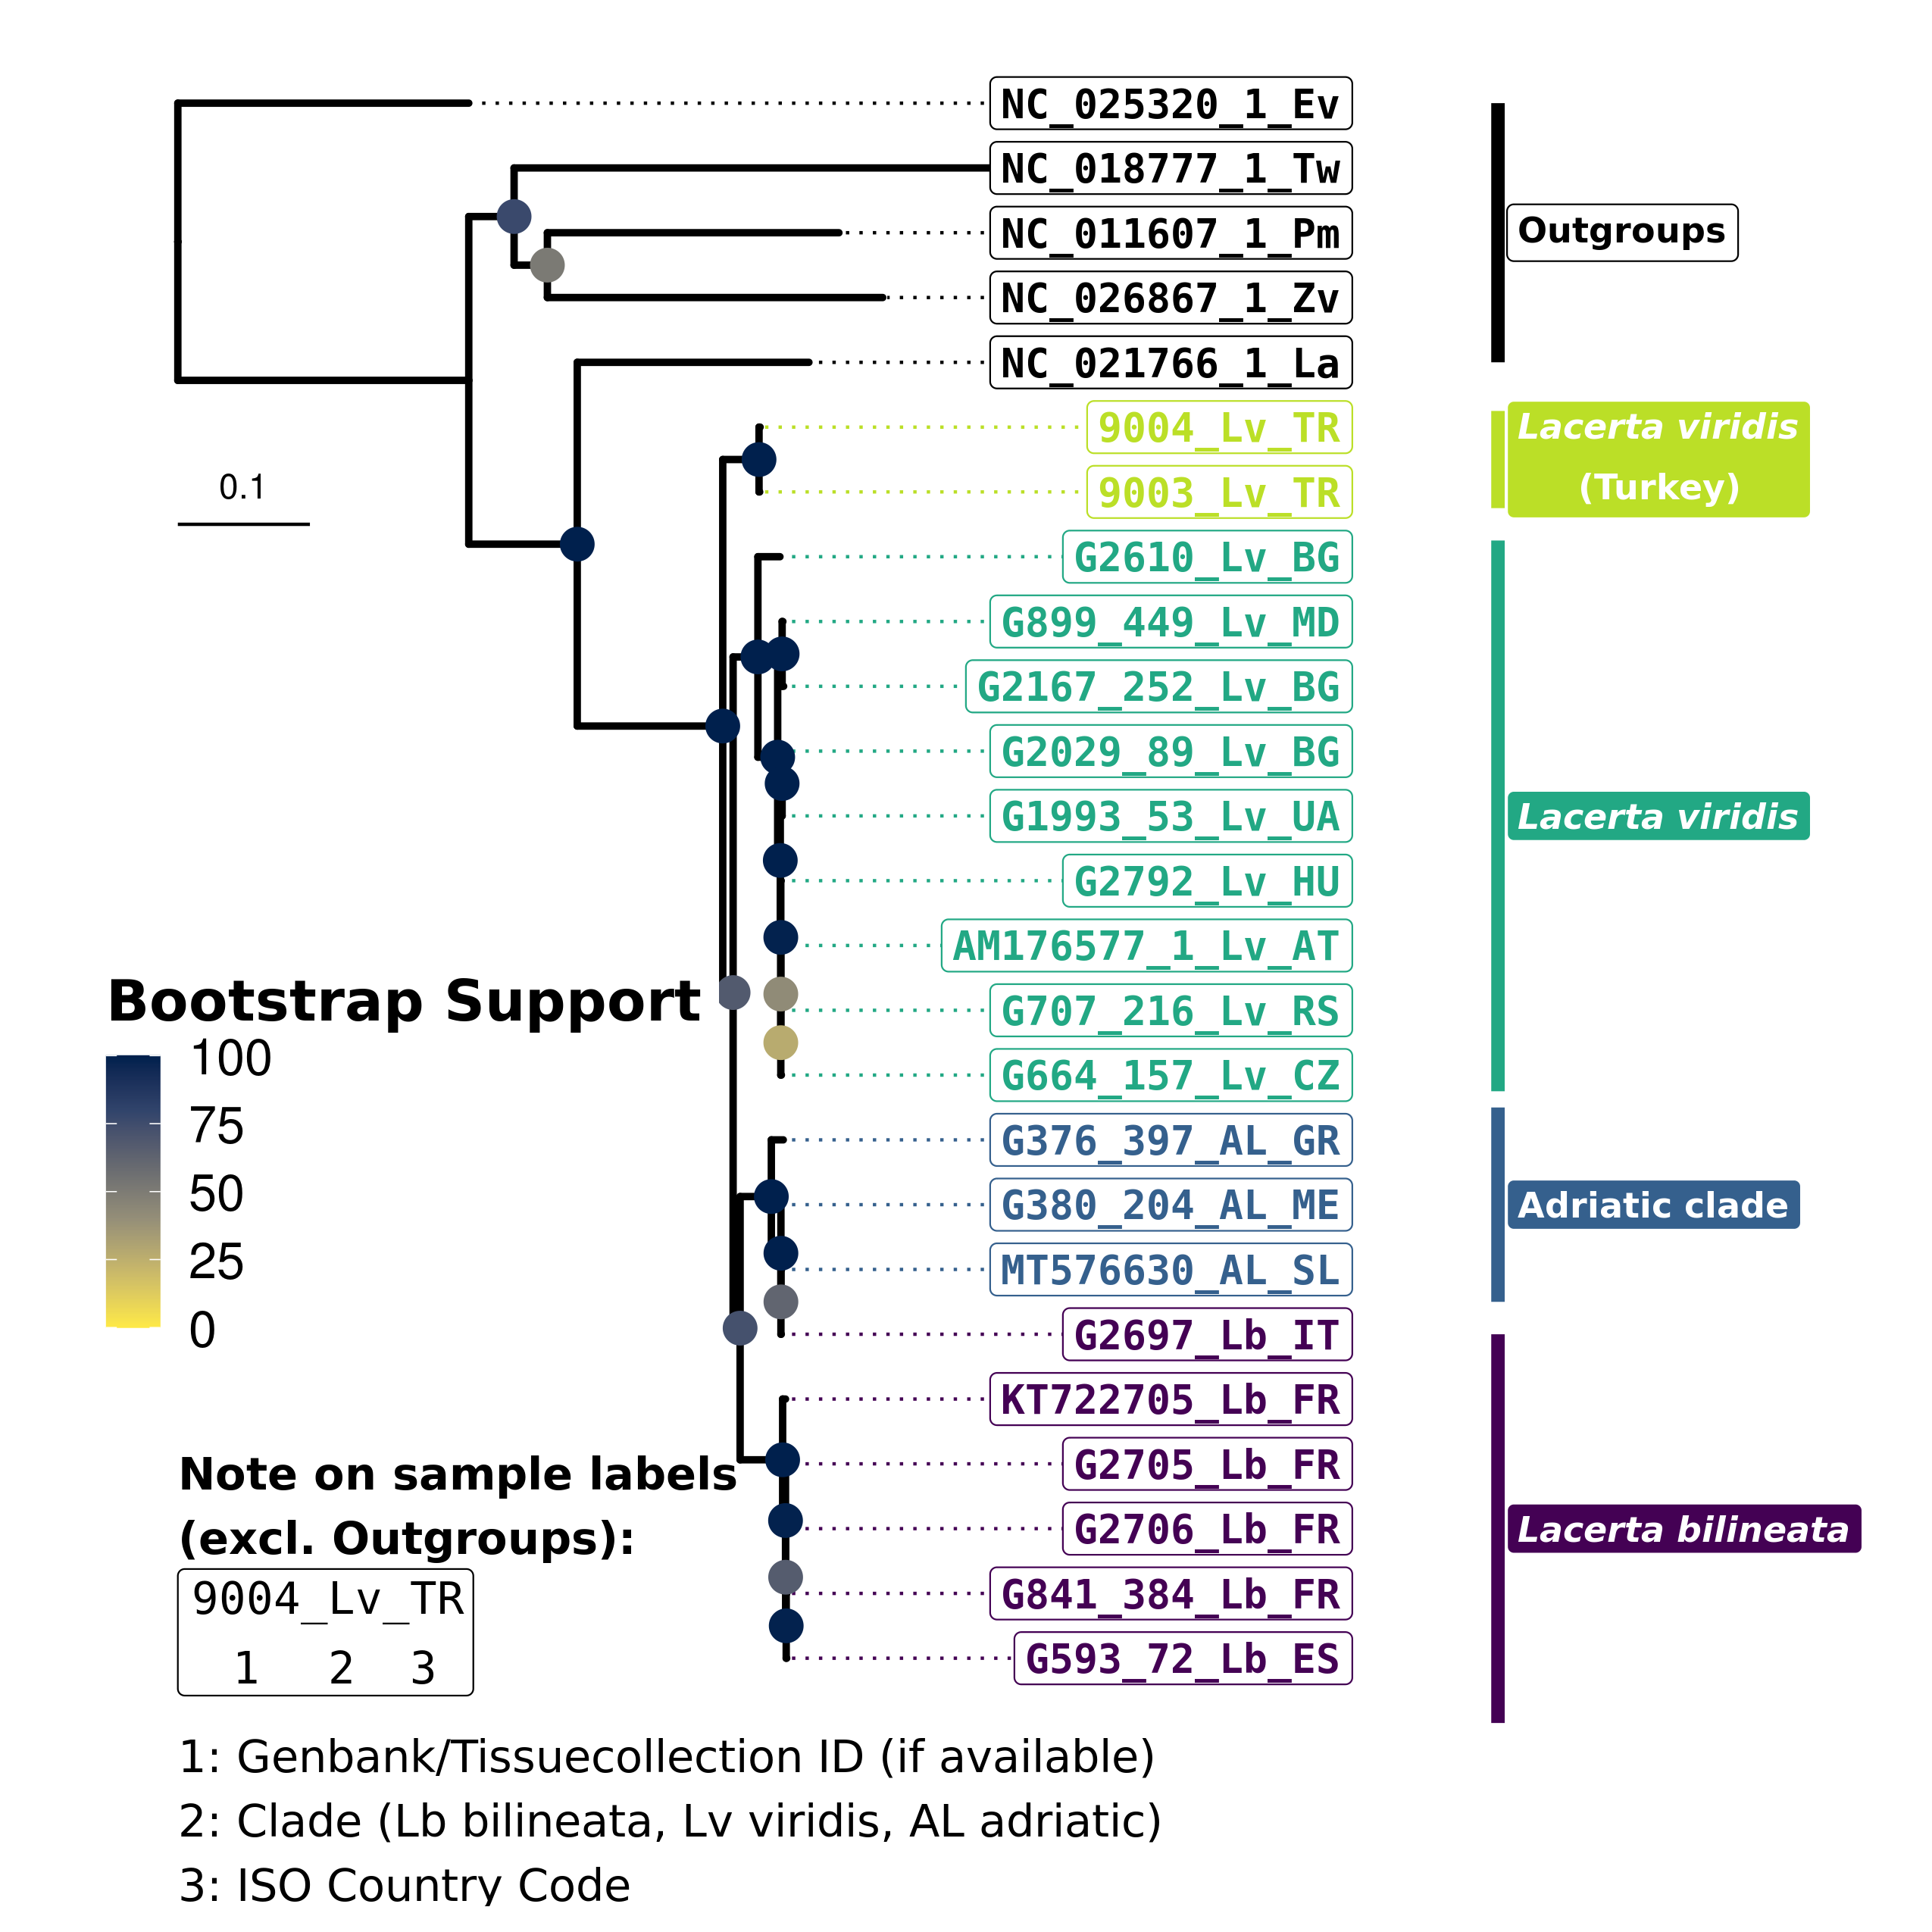 NC_025320_1_Ev
NC_018777_1_Tw
NC_011607_1_Pm
NC_026867_1_Zv
NC_021766_1_La
9004_Lv_TR
9003_Lv_TR
G2610_Lv_BG
G899_449_Lv_MD
G2167_252_Lv_BG
G2029_89_Lv_BG
G1993_53_Lv_UA
G2792_Lv_HU
AM176577_1_Lv_AT
G707_216_Lv_RS
G664_157_Lv_CZ
G376_397_AL_GR
G380_204_AL_ME
MT576630_AL_SL
G2697_Lb_IT
KT722705_Lb_FR
G2705_Lb_FR
G2706_Lb_FR
G841_384_Lb_FR
G593_72_Lb_ES
Outgroups
Lacerta viridis
(Turkey)
Lacerta viridis
Adriatic clade
Lacerta bilineata
0.1
Bootstrap Support
100
75
50
25
0
Note on sample labels
(excl. Outgroups):
9004_Lv_TR
1 2 3
1: Genbank/Tissuecollection ID (if available)
2: Clade (Lb bilineata, Lv viridis, AL adriatic)
3: ISO Country Code